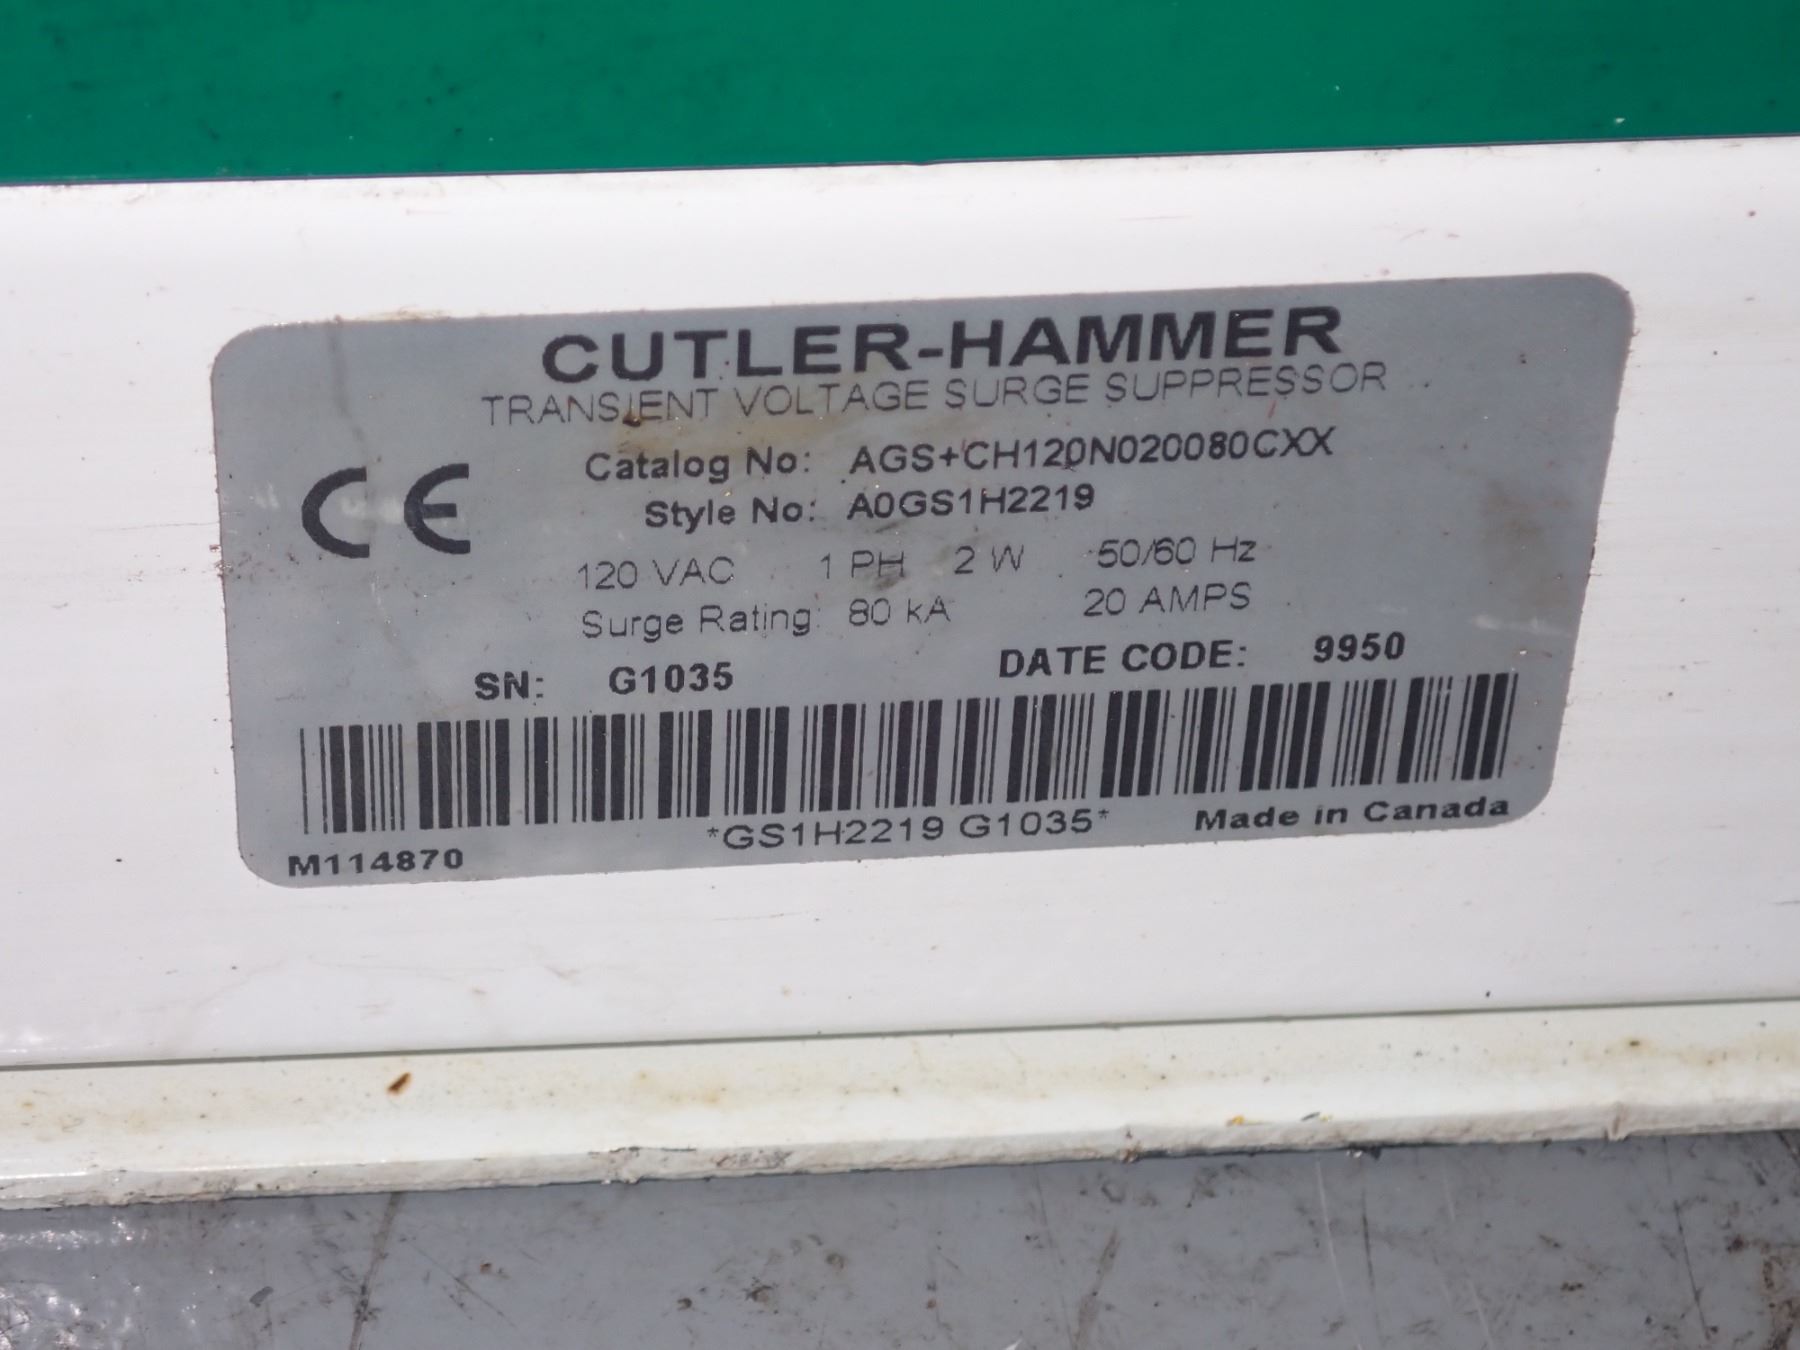 CUTLER-HAMMER
TRANSIENT VOLTAGE SURGE SUPPRESSOR
CE
Catalog No: AGS+CH120N020080CXX
Style No: A0GS1H2219
120 VAC 1 PH 2 W 50/60 Hz
Surge Rating: 80 kA 20 AMPS
SN: G1035 DATE CODE: 9950
*GS1H2219 G1035* Made in Canada
M114870